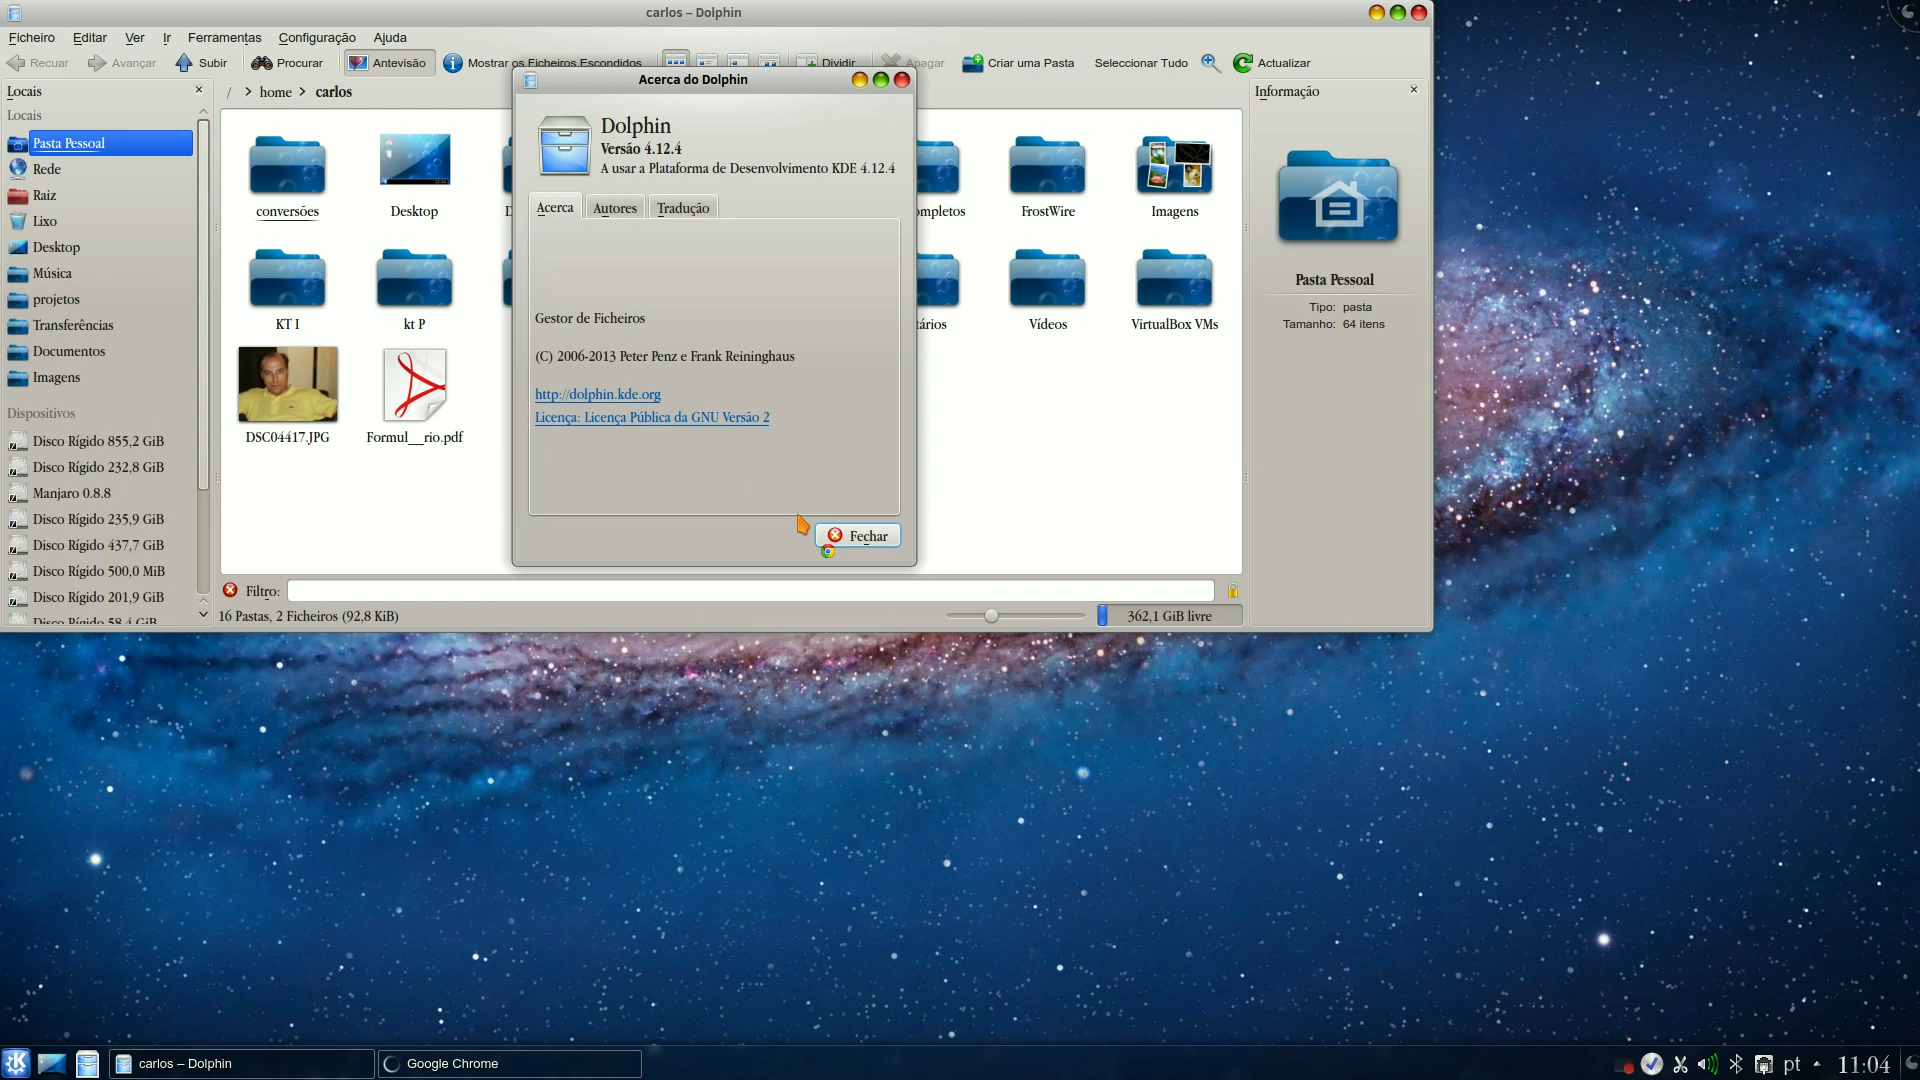 carlos – Dolphin
Ficheiro Editar Ver Ir Ferramentas Configuração Ajuda
Recuar Avançar Subir Procurar Antevisão Mostrar os Ficheiros Escondidos Dividir Apagar Criar uma Pasta Seleccionar Tudo Actualizar
Locais
/ > home > carlos
Informação
Locais
Pasta Pessoal
Rede
Raiz
Lixo
Desktop
Música
projetos
Transferências
Documentos
Imagens
Dispositivos
Disco Rígido 855,2 GiB
Disco Rígido 232,8 GiB
Manjaro 0.8.8
Disco Rígido 235,9 GiB
Disco Rígido 437,7 GiB
Disco Rígido 500,0 MiB
Disco Rígido 201,9 GiB
Disco Rígido 58,4 GiB
conversões Desktop FrostWire Imagens
KT I kt P Vídeos VirtualBox VMs
DSC04417.JPG Formul__rio.pdf
Acerca do Dolphin
Dolphin
Versão 4.12.4
A usar a Plataforma de Desenvolvimento KDE 4.12.4
Acerca Autores Tradução
Gestor de Ficheiros
(C) 2006-2013 Peter Penz e Frank Reininghaus
http://dolphin.kde.org
Licença: Licença Pública da GNU Versão 2
Fechar
Pasta Pessoal
Tipo: pasta
Tamanho: 64 itens
Filtro:
16 Pastas, 2 Ficheiros (92,8 KiB)
362,1 GiB livre
carlos – Dolphin
Google Chrome
pt
11:04